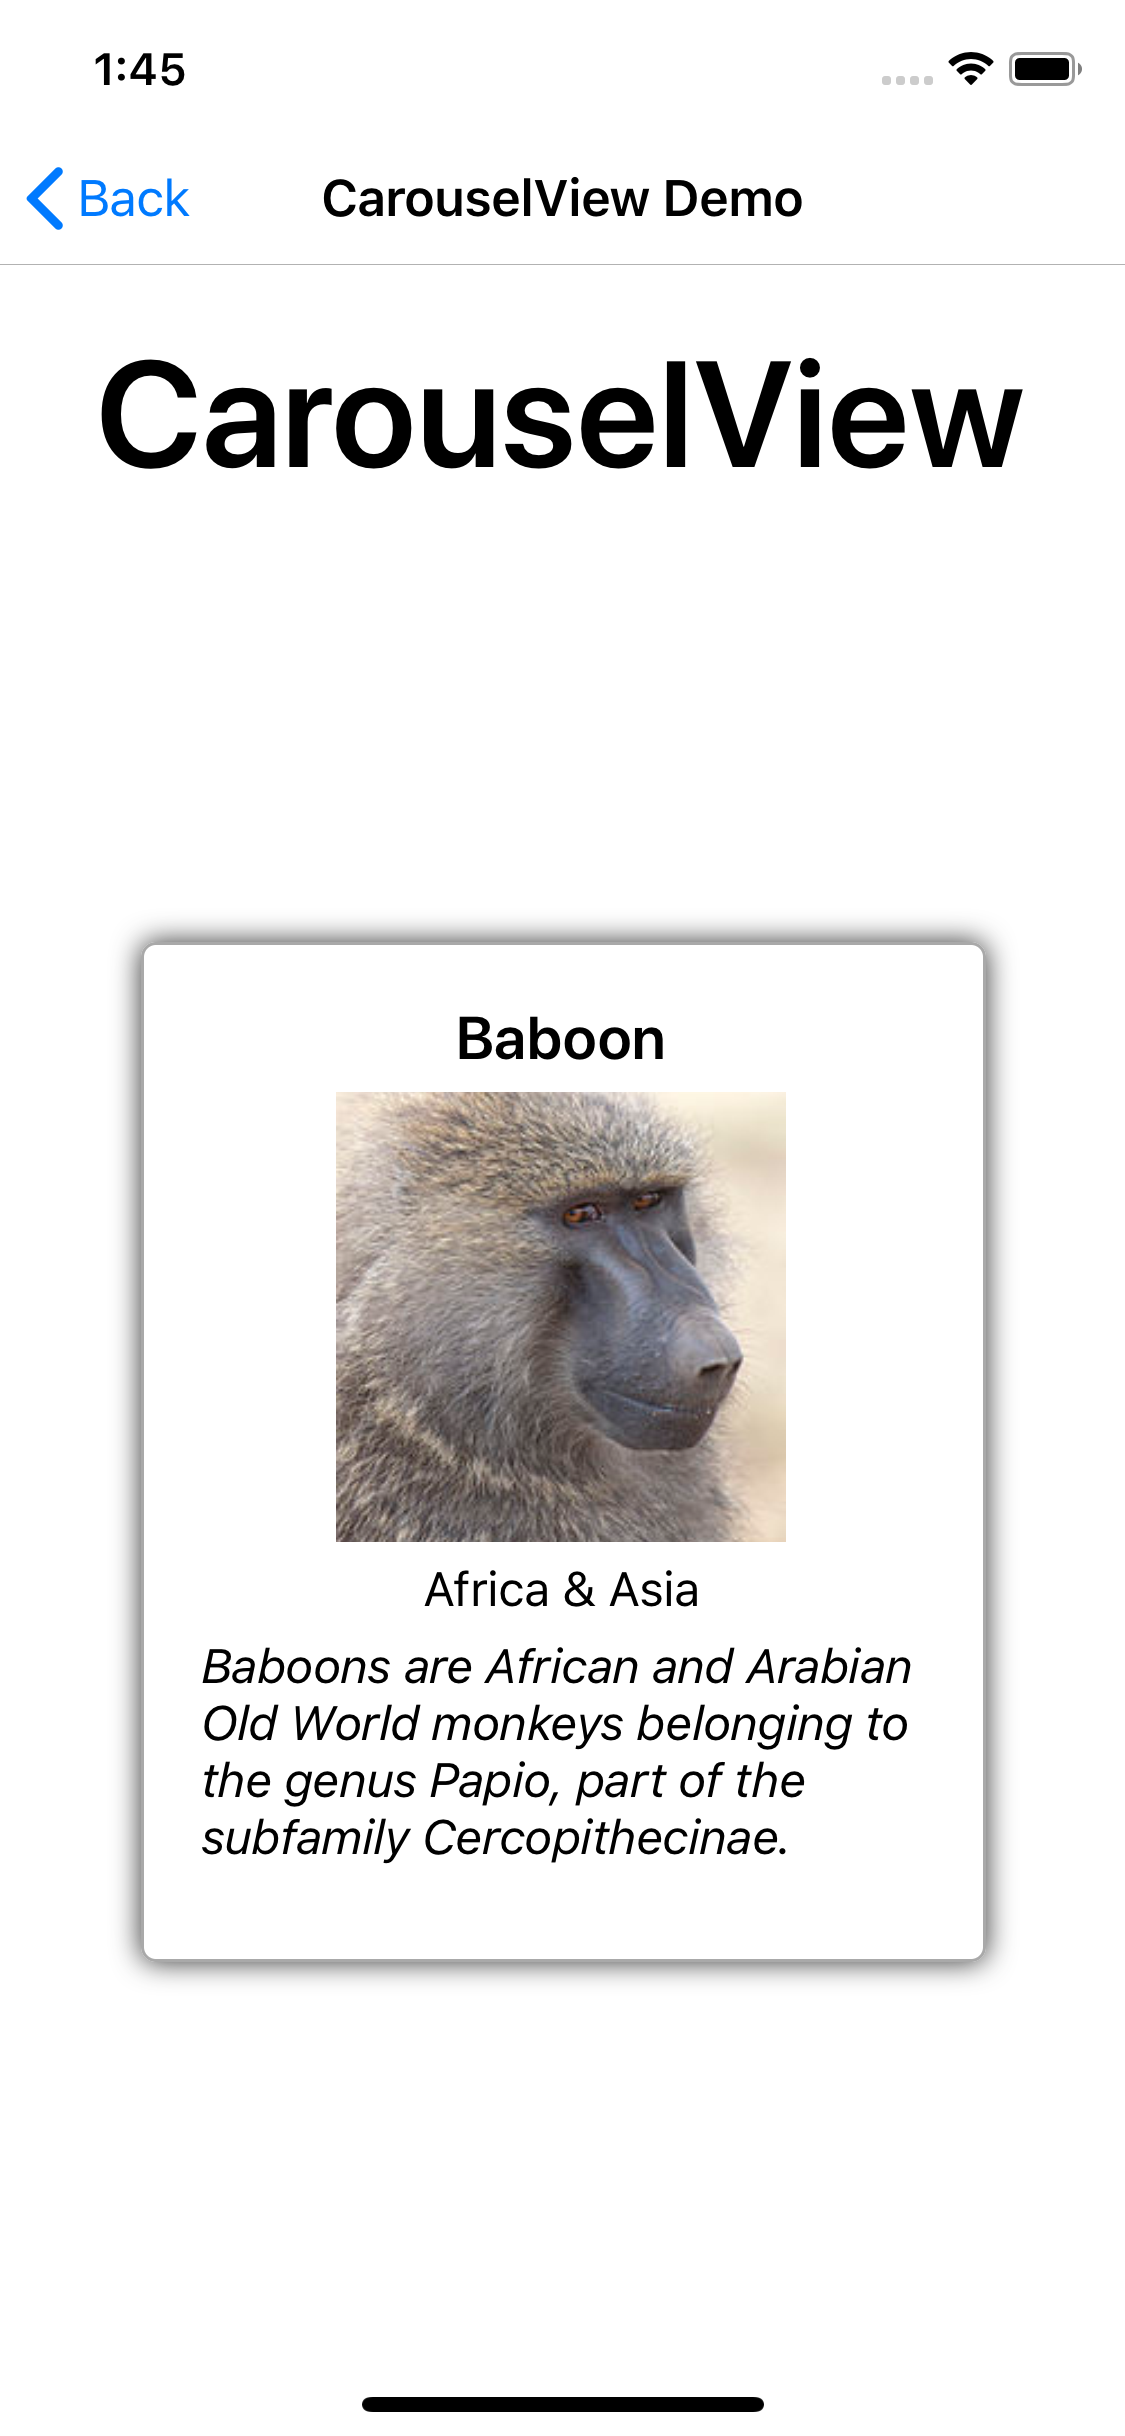 1:45
Back
CarouselView Demo
CarouselView
Baboon
Africa & Asia
Baboons are African and Arabian
Old World monkeys belonging to
the genus Papio, part of the
subfamily Cercopithecinae.